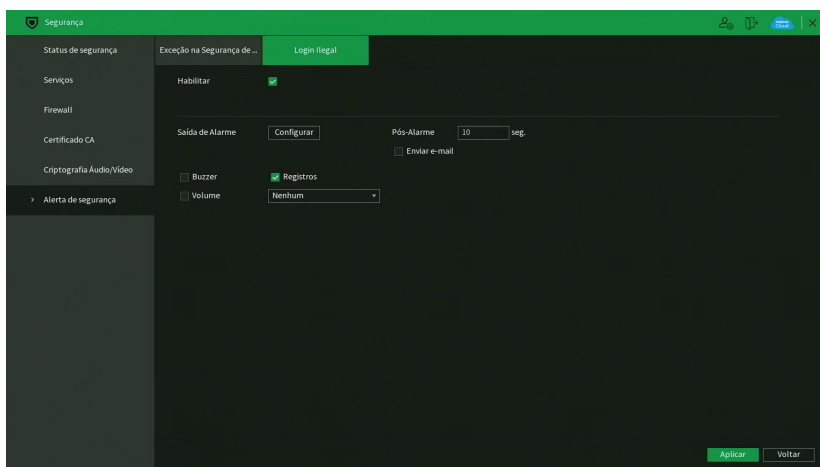 Segurança
Cloud
Status de segurança
Serviços
Firewall
Certificado CA
Criptografia Áudio/Vídeo
> Alerta de segurança
Exceção na Segurança de ...
Login Ilegal
Habilitar
Saída de Alarme Configurar Pós-Alarme 10 seg.
Enviar e-mail
Buzzer Registros
Volume Nenhum
Aplicar Voltar